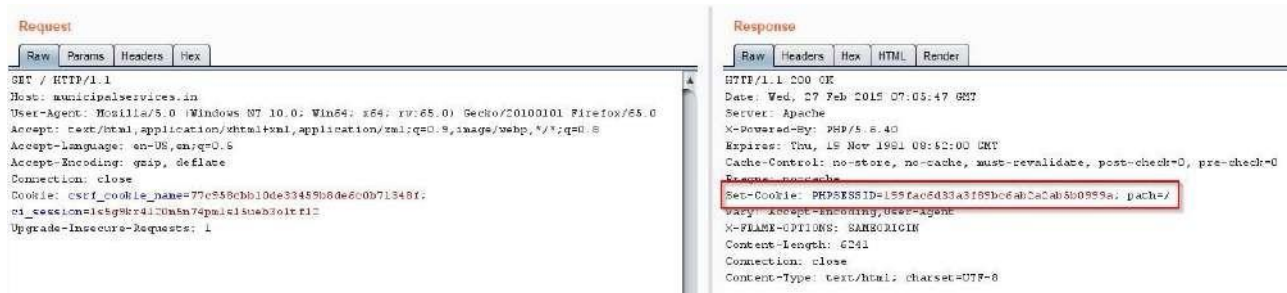 Request
Raw Params Headers Hex
GET / HTTP/1.1
Host: municipalservices.in
User-Agent: Mozilla/5.0 (Windows NT 10.0; Win64; x64; rv:65.0) Gecko/20100101 Firefox/65.0
Accept: text/html,application/xhtml+xml,application/xml;q=0.9,image/webp,*/*;q=0.8
Accept-Language: en-US,en;q=0.5
Accept-Encoding: gzip, deflate
Connection: close
Cookie: csrf_cookie_name=
Upgrade-Insecure-Requests: 1
Response
Raw Headers Hex HTML Render
HTTP/1.1 200 OK
Date: Wed, 27 Feb 2019 07:05:47 GMT
Server: Apache
X-Powered-By: PHP/5.6.40
Expires: Thu, 19 Nov 1981 08:52:00 GMT
Cache-Control: no-store, no-cache, must-revalidate, post-check=0, pre-check=0
Pragma: no-cache
Set-Cookie: PHPSESSID=159fac6d33a3f89bc6ab2a2ab5b0999a; path=/
Vary: Accept-Encoding,User-Agent
X-FRAME-OPTIONS: SAMEORIGIN
Content-Length: 6241
Connection: close
Content-Type: text/html; charset=UTF-8